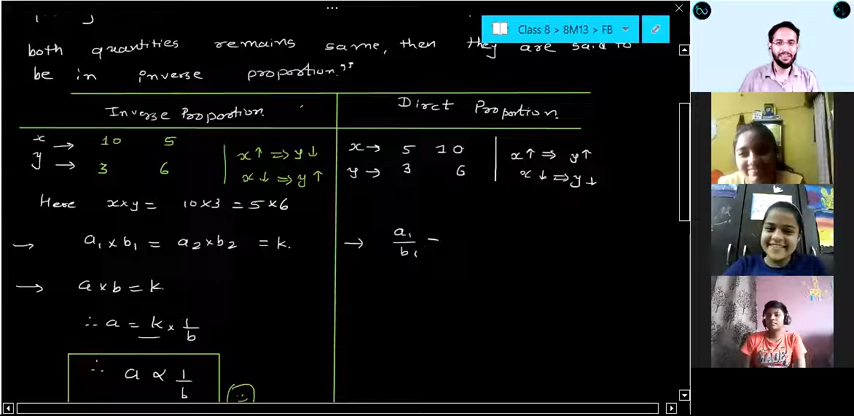 ...
Class 8 > 8M13 > FB
both quantities remains same, then they are said to
be in inverse proportion."
Inverse Proportion
x → 10 5
y → 3 6
x↑ ⇒ y↓
x↓ ⇒ y↑
Here x×y = 10×3 = 5×6
→ a₁ × b₁ = a₂ × b₂ = k.
→ a × b = k
∴ a = k × 1/b
∴ a ∝ 1/b
Dirct Proportion
x → 5 10
y → 3 6
x↑ ⇒ y↑
x↓ ⇒ y↓
→ a₁/b₁ =